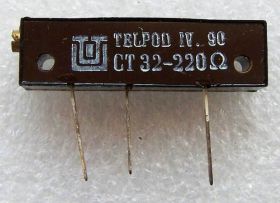 TELPOD IV. 90
CT 32-220Ω